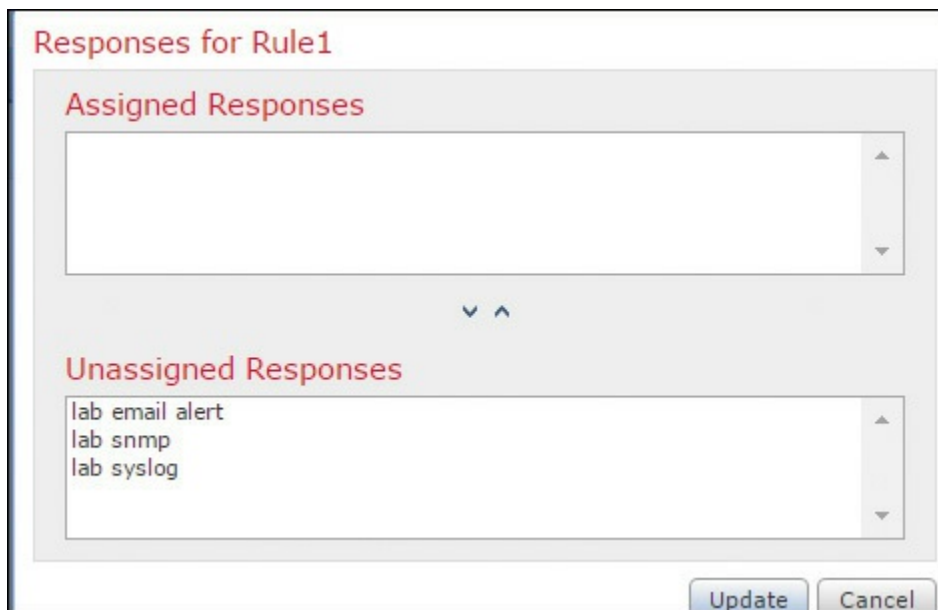 Responses for Rule1
Assigned Responses
Unassigned Responses
lab email alert
lab snmp
lab syslog
Update
Cancel